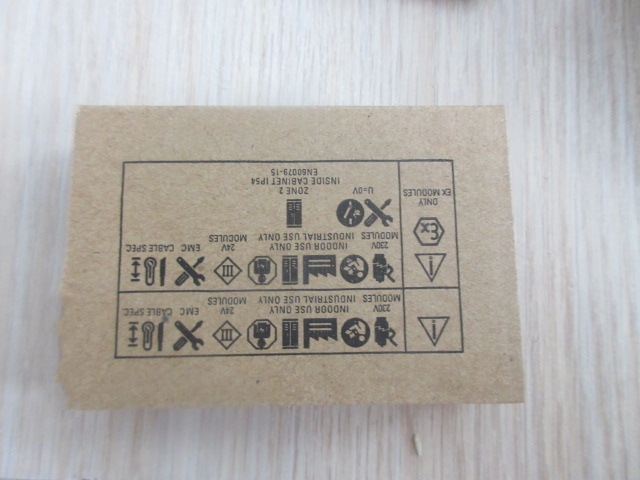 230V MODULES INDOOR USE ONLY INDUSTRIAL USE ONLY 24V MODULES EMC CABLE SPEC
230V MODULES INDOOR USE ONLY INDUSTRIAL USE ONLY 24V MODULES EMC CABLE SPEC
Ex
ONLY EX MODULES
U=0V
ZONE 2
INSIDE CABINET IP54
EN60079-15